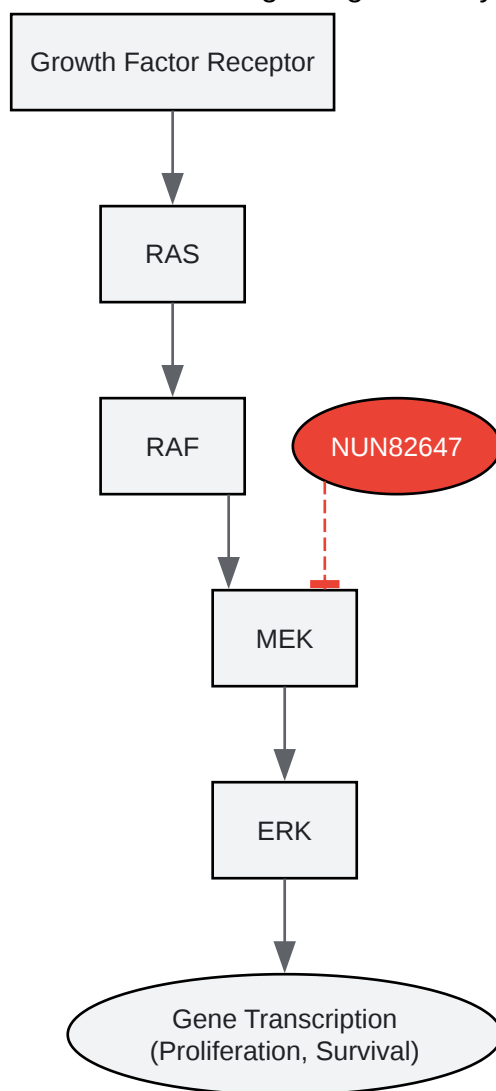 Growth Factor Receptor
RAS
RAF
NUN82647
MEK
ERK
Gene Transcription
(Proliferation, Survival)